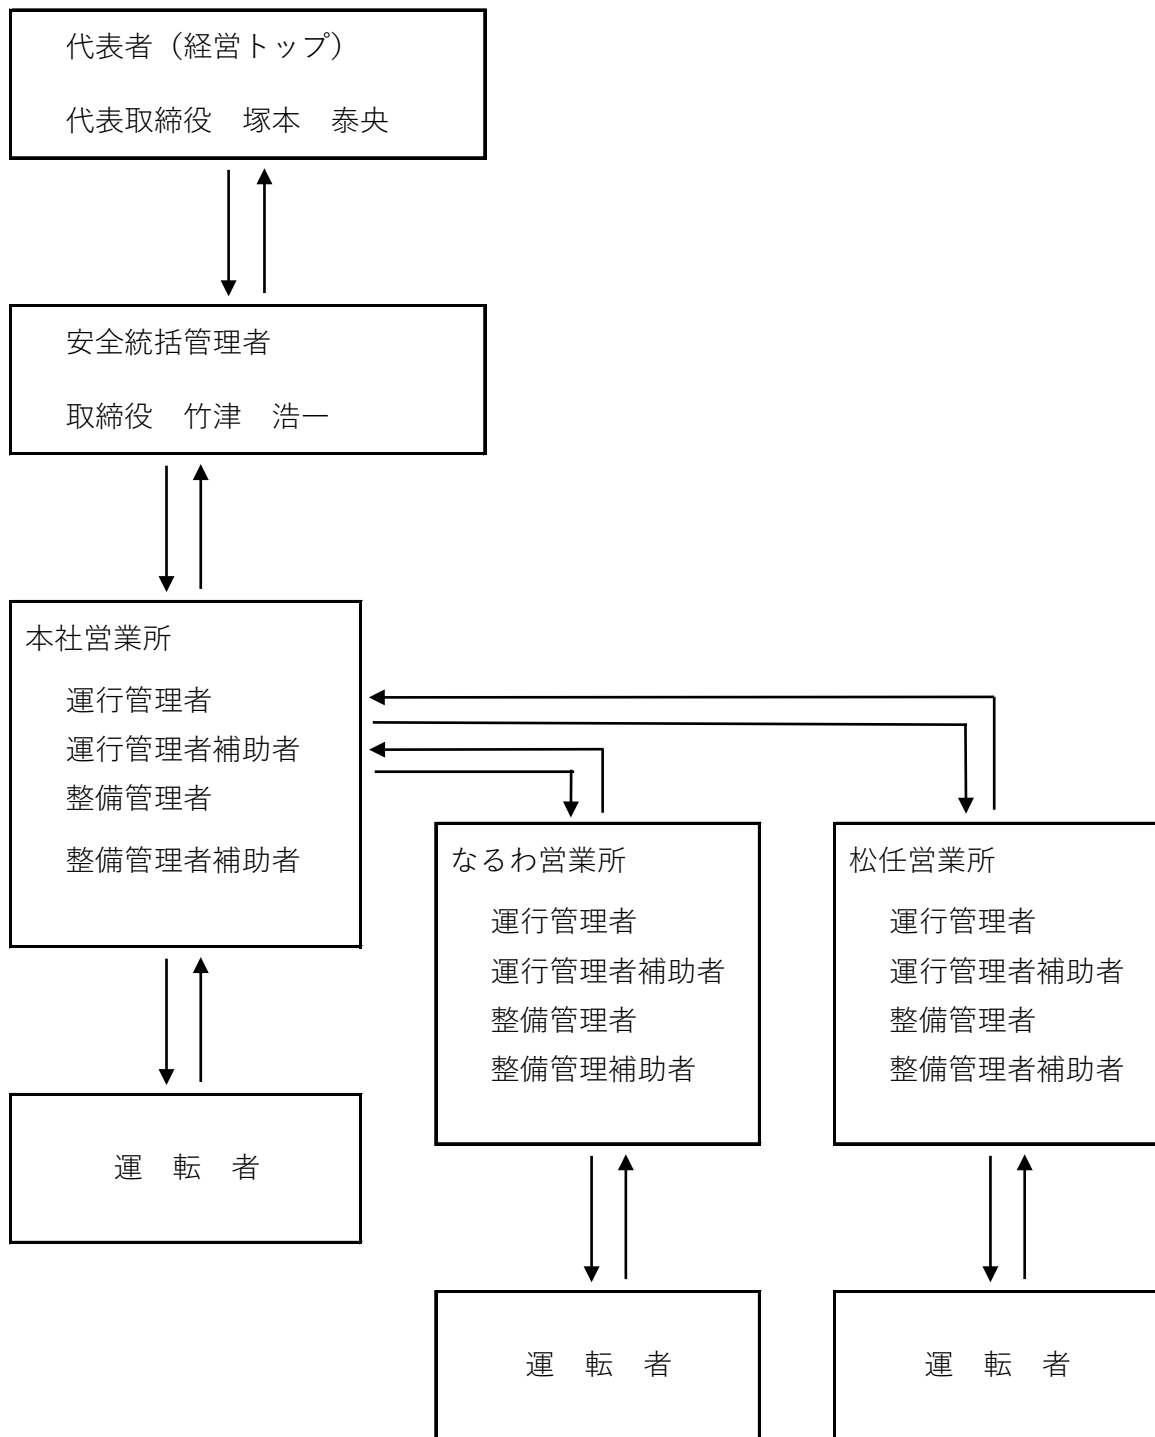 代表者（経営トップ）
代表取締役　塚本　泰央
安全統括管理者
取締役　竹津　浩一
本社営業所
運行管理者
運行管理者補助者
整備管理者
整備管理者補助者
運　転　者
なるわ営業所
運行管理者
運行管理者補助者
整備管理者
整備管理補助者
運　転　者
松任営業所
運行管理者
運行管理者補助者
整備管理者
整備管理者補助者
運　転　者